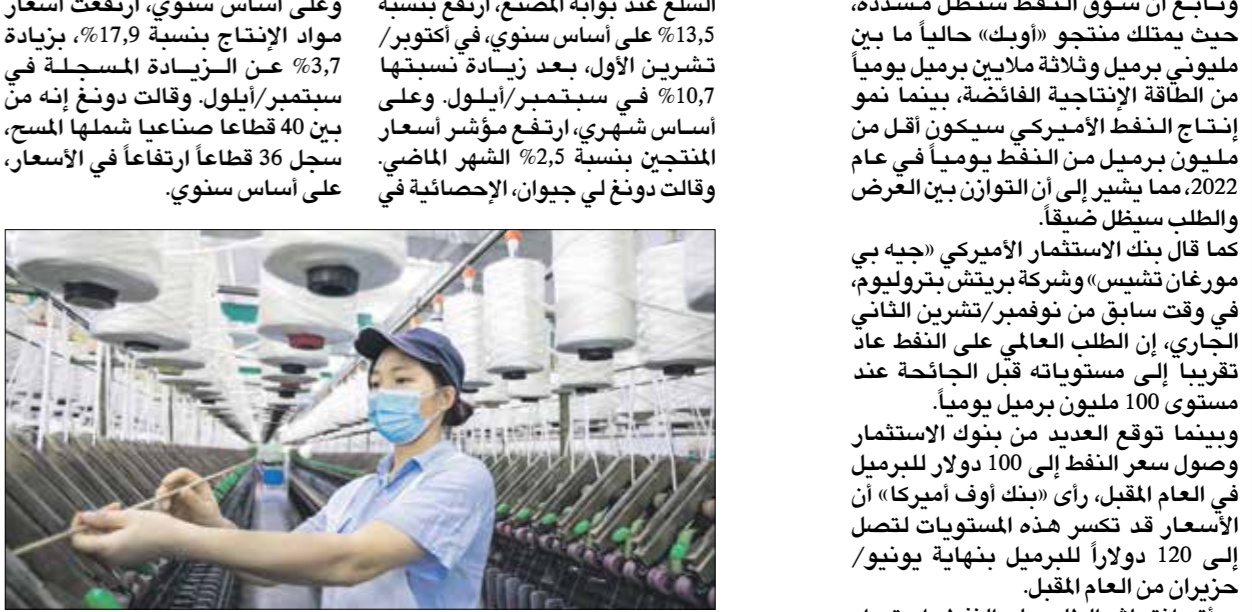 وتابع أن سوق النفط ستظل مشددة،
حيث يمتلك منتجو «أوبك» حالياً ما بين
مليوني برميل وثلاثة ملايين برميل يومياً
من الطاقة الإنتاجية الفائضة، بينما نمو
إنتاج النفط الأميركي سيكون أقل من
مليون برميل من النفط يومياً في عام
2022، مما يشير إلى أن التوازن بين العرض
والطلب سيظل ضيقاً.
كما قال بنك الاستثمار الأميركي «جيه بي
مورغان تشيس» وشركة بريتش بتروليوم،
في وقت سابق من نوفمبر/تشرين الثاني
الجاري، إن الطلب العالمي على النفط عاد
تقريبا إلى مستوياته قبل الجائحة عند
مستوى 100 مليون برميل يومياً.
وبينما توقع العديد من بنوك الاستثمار
وصول سعر النفط إلى 100 دولار للبرميل
في العام المقبل، رأى «بنك أوف أميركا» أن
الأسعار قد تكسر هذه المستويات لتصل
إلى 120 دولاراً للبرميل بنهاية يونيو/
حزيران من العام المقبل.
السلع عند بوابة المصنع، ارتفع بنسبة
13,5% على أساس سنوي، في أكتوبر/
تشرين الأول، بعد زيادة نسبتها
10,7% في سبتمبر/أيلول. وعلى
أساس شهري، ارتفع مؤشر أسعار
المنتجين بنسبة 2,5% الشهر الماضي.
وقالت دونغ لي جيوان، الإحصائية في
وعلى أساس سنوي، ارتفعت أسعار
مواد الإنتاج بنسبة 17,9%، بزيادة
3,7% عن الزيادة المسجلة في
سبتمبر/أيلول. وقالت دونغ إنه من
بين 40 قطاعا صناعيا شملها المسح،
سجل 36 قطاعاً ارتفاعاً في الأسعار،
على أساس سنوي.